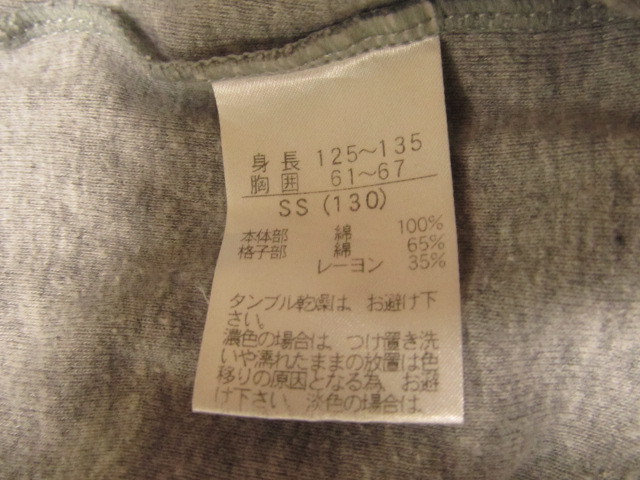 身長 125～135
胸囲 61～67
SS (130)
本体部 綿 100%
格子部 綿 65%
レーヨン 35%
タンブル乾燥は、お避け下
さい。
濃色の場合は、つけ置き洗
いや濡れたままの放置は色
移りの原因となる為、お避
け下さい 淡色の場合は、